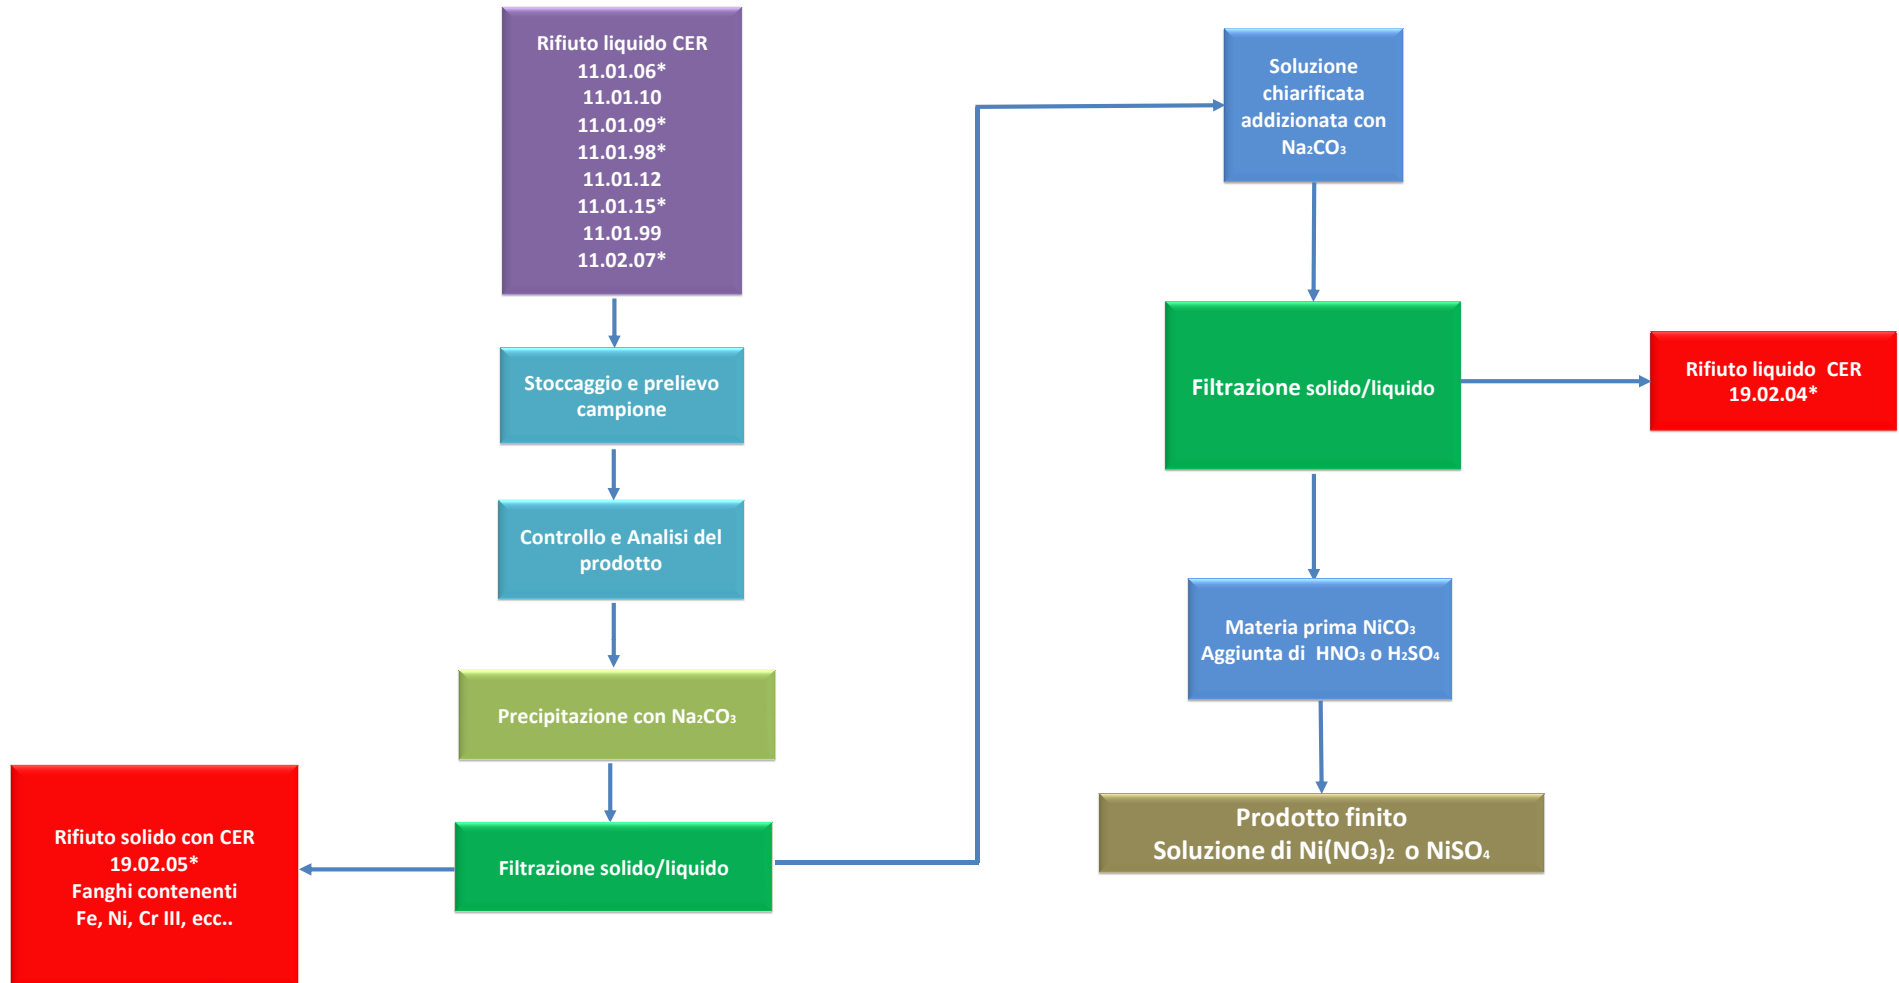 Rifiuto liquido CER
11.01.06*
11.01.10
11.01.09*
11.01.98*
11.01.12
11.01.15*
11.01.99
11.02.07*
Stoccaggio e prelievo
campione
Controllo e Analisi del
prodotto
Precipitazione con Na₂CO₃
Filtrazione solido/liquido
Rifiuto solido con CER
19.02.05*
Fanghi contenenti
Fe, Ni, Cr III, ecc..
Soluzione
chiarificata
addizionata con
Na₂CO₃
Filtrazione solido/liquido
Rifiuto liquido CER
19.02.04*
Materia prima NiCO₃
Aggiunta di HNO₃ o H₂SO₄
Prodotto finito
Soluzione di Ni(NO₃)₂ o NiSO₄